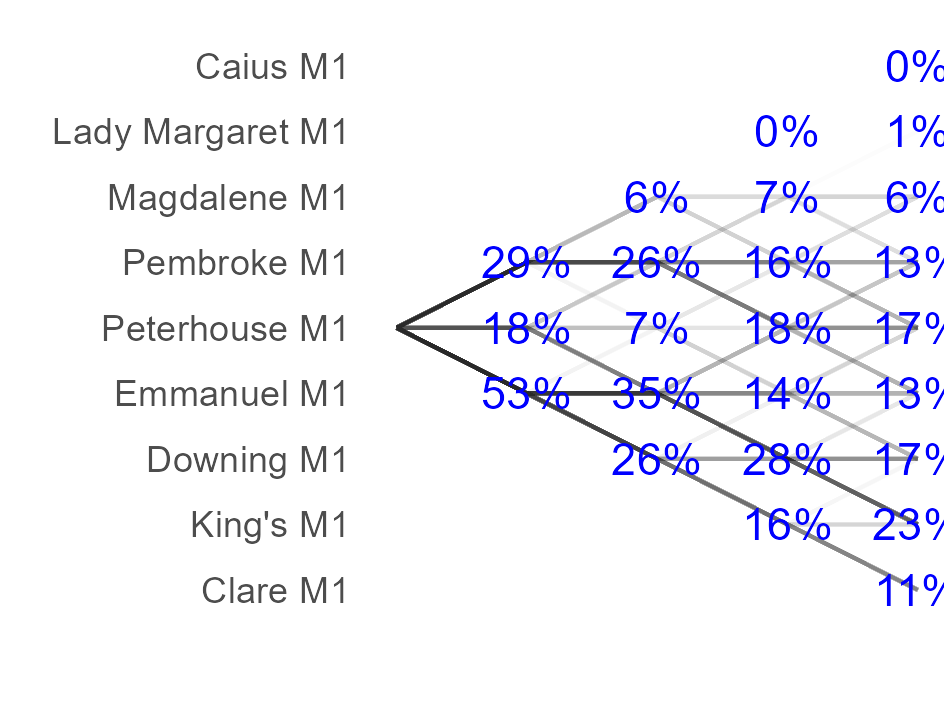 Caius M1 0%
Lady Margaret M1 0% 1%
Magdalene M1 6% 7% 6%
Pembroke M1 29% 26% 16% 13%
Peterhouse M1 18% 7% 18% 17%
Emmanuel M1 53% 35% 14% 13%
Downing M1 26% 28% 17%
King's M1 16% 23%
Clare M1 11%